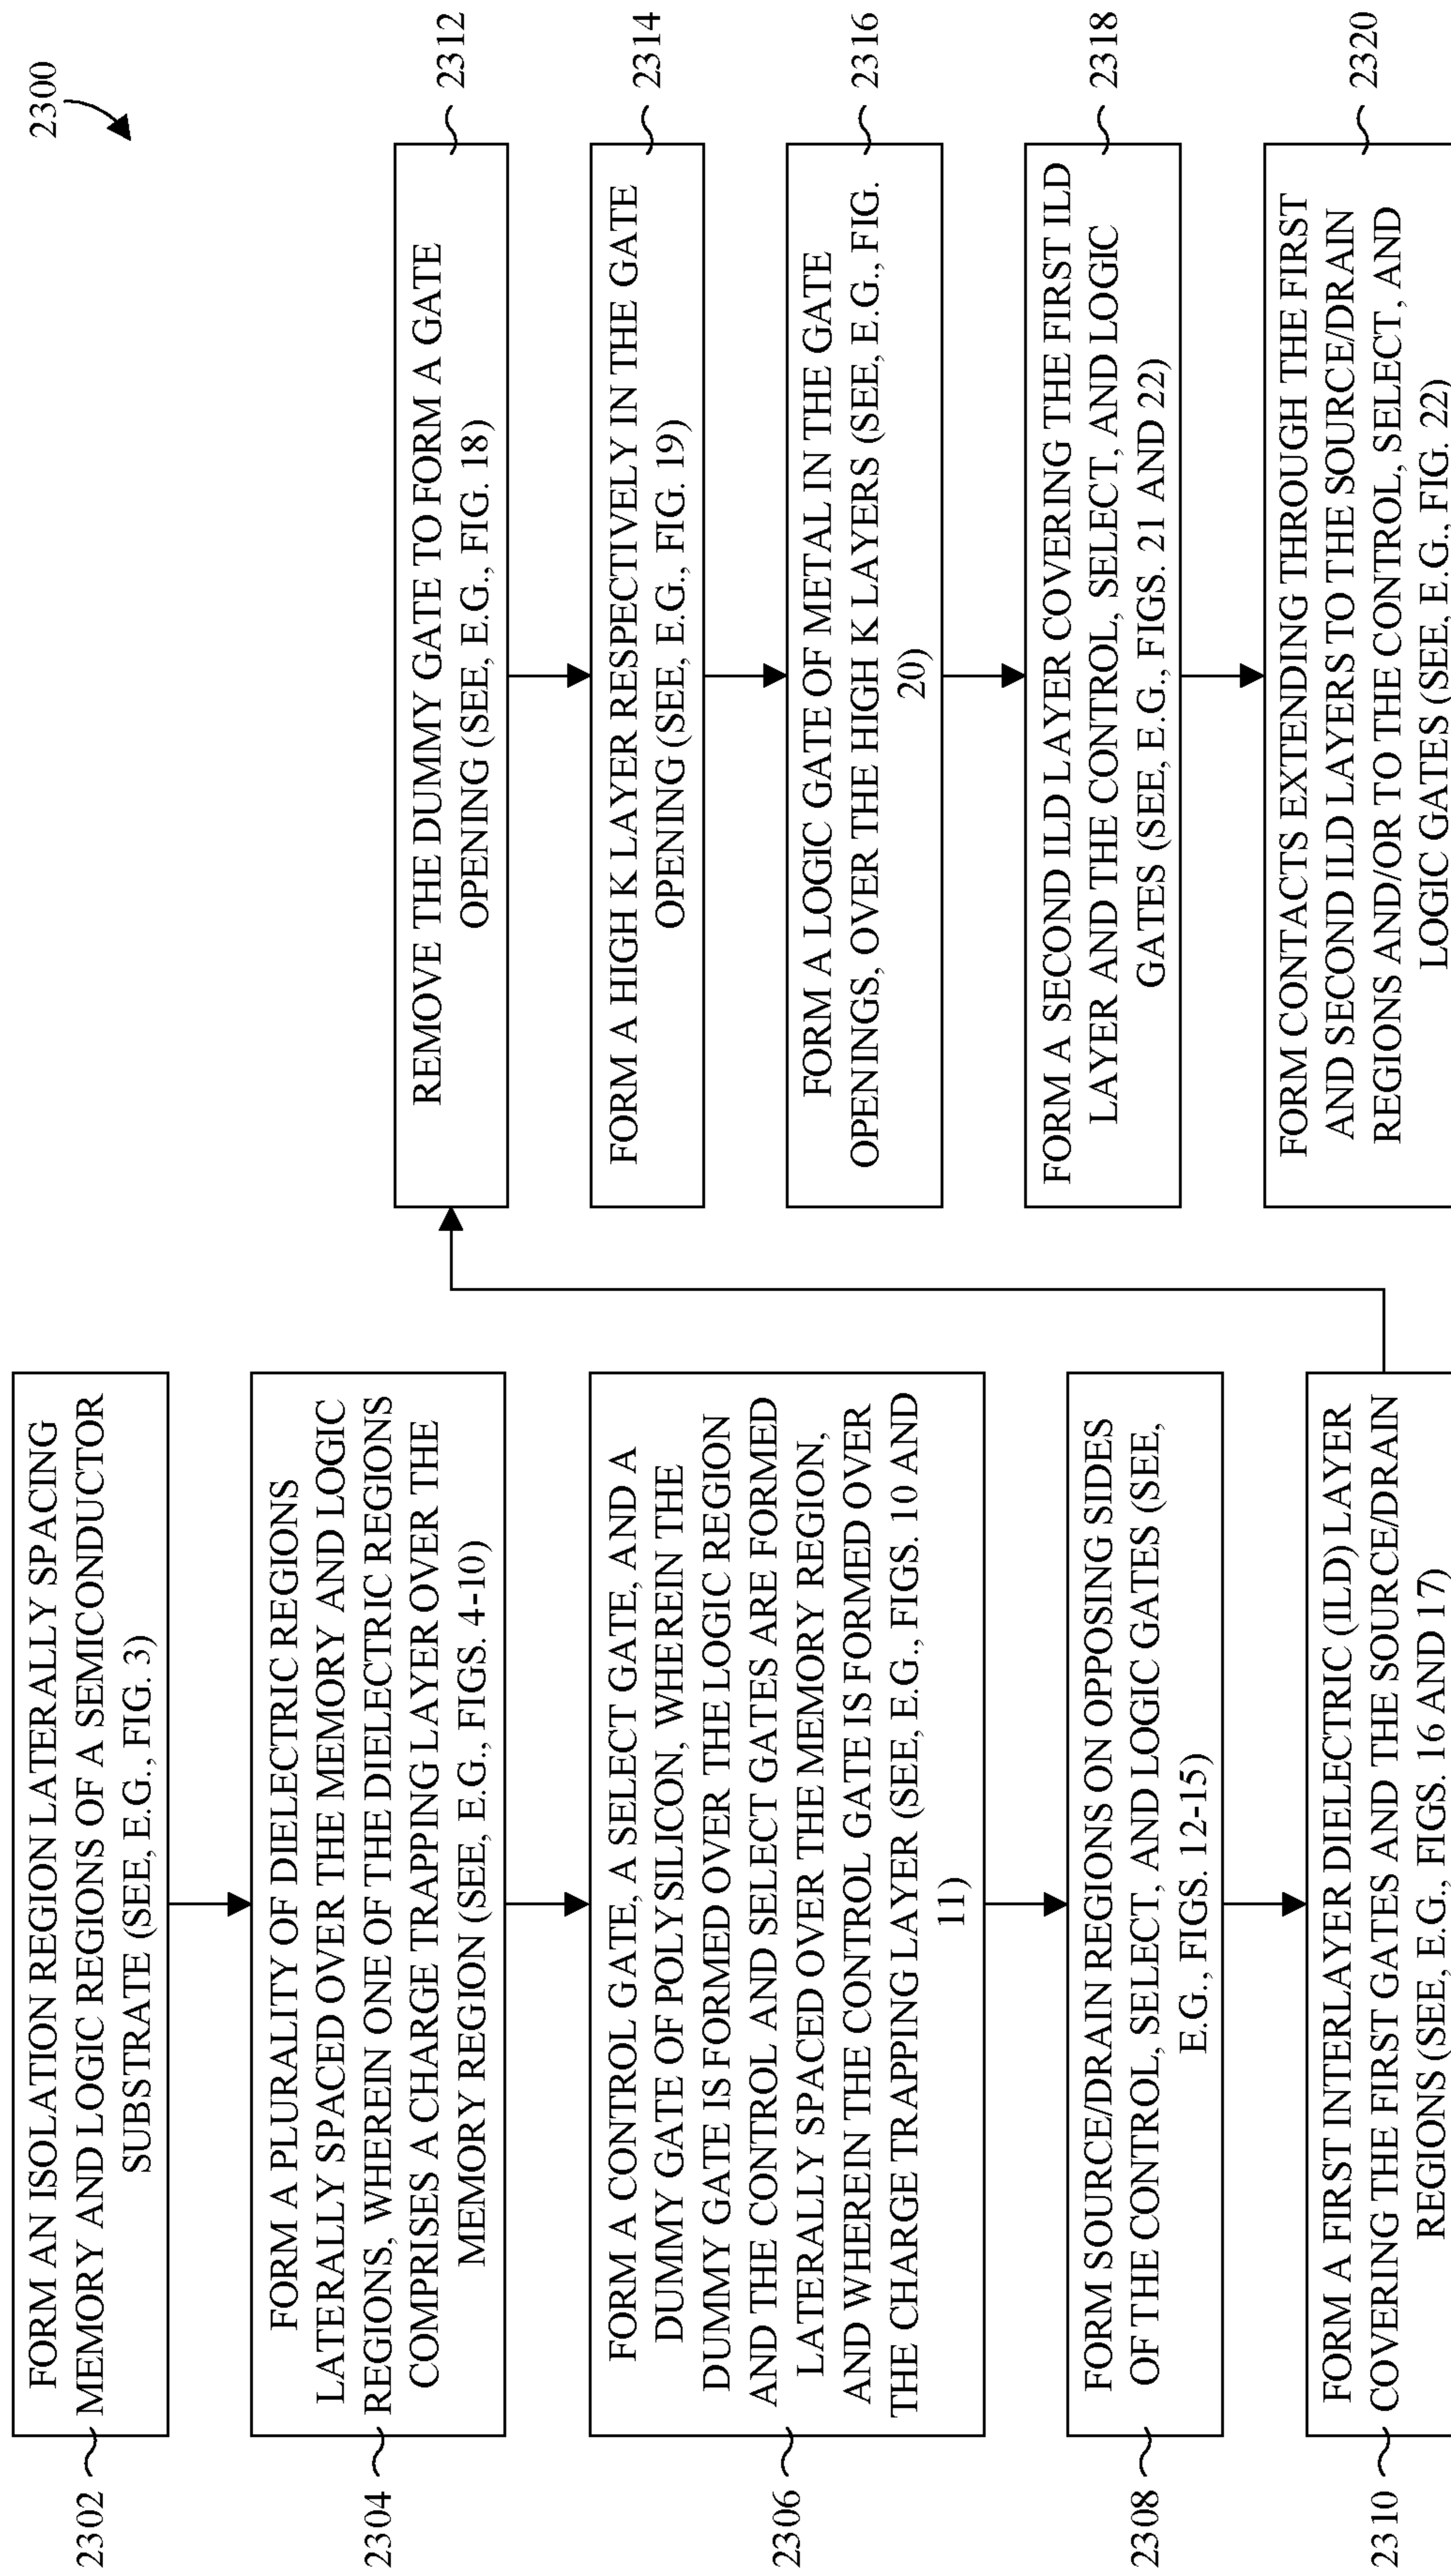 2300
2302
FORM AN ISOLATION REGION LATERALLY SPACING
MEMORY AND LOGIC REGIONS OF A SEMICONDUCTOR
SUBSTRATE (SEE, E.G., FIG. 3)
2304
FORM A PLURALITY OF DIELECTRIC REGIONS
LATERALLY SPACED OVER THE MEMORY AND LOGIC
REGIONS, WHEREIN ONE OF THE DIELECTRIC REGIONS
COMPRISES A CHARGE TRAPPING LAYER OVER THE
MEMORY REGION (SEE, E.G., FIGS. 4-10)
2306
FORM A CONTROL GATE, A SELECT GATE, AND A
DUMMY GATE OF POLY SILICON, WHEREIN THE
DUMMY GATE IS FORMED OVER THE LOGIC REGION
AND THE CONTROL AND SELECT GATES ARE FORMED
LATERALLY SPACED OVER THE MEMORY REGION,
AND WHEREIN THE CONTROL GATE IS FORMED OVER
THE CHARGE TRAPPING LAYER (SEE, E.G., FIGS. 10 AND
11)
2308
FORM SOURCE/DRAIN REGIONS ON OPPOSING SIDES
OF THE CONTROL, SELECT, AND LOGIC GATES (SEE,
E.G., FIGS. 12-15)
2310
FORM A FIRST INTERLAYER DIELECTRIC (ILD) LAYER
COVERING THE FIRST GATES AND THE SOURCE/DRAIN
REGIONS (SEE, E.G., FIGS. 16 AND 17)
2312
REMOVE THE DUMMY GATE TO FORM A GATE
OPENING (SEE, E.G., FIG. 18)
2314
FORM A HIGH K LAYER RESPECTIVELY IN THE GATE
OPENING (SEE, E.G., FIG. 19)
2316
FORM A LOGIC GATE OF METAL IN THE GATE
OPENINGS, OVER THE HIGH K LAYERS (SEE, E.G., FIG.
20)
2318
FORM A SECOND ILD LAYER COVERING THE FIRST ILD
LAYER AND THE CONTROL, SELECT, AND LOGIC
GATES (SEE, E.G., FIGS. 21 AND 22)
2320
FORM CONTACTS EXTENDING THROUGH THE FIRST
AND SECOND ILD LAYERS TO THE SOURCE/DRAIN
REGIONS AND/OR TO THE CONTROL, SELECT, AND
LOGIC GATES (SEE, E.G., FIG. 22)